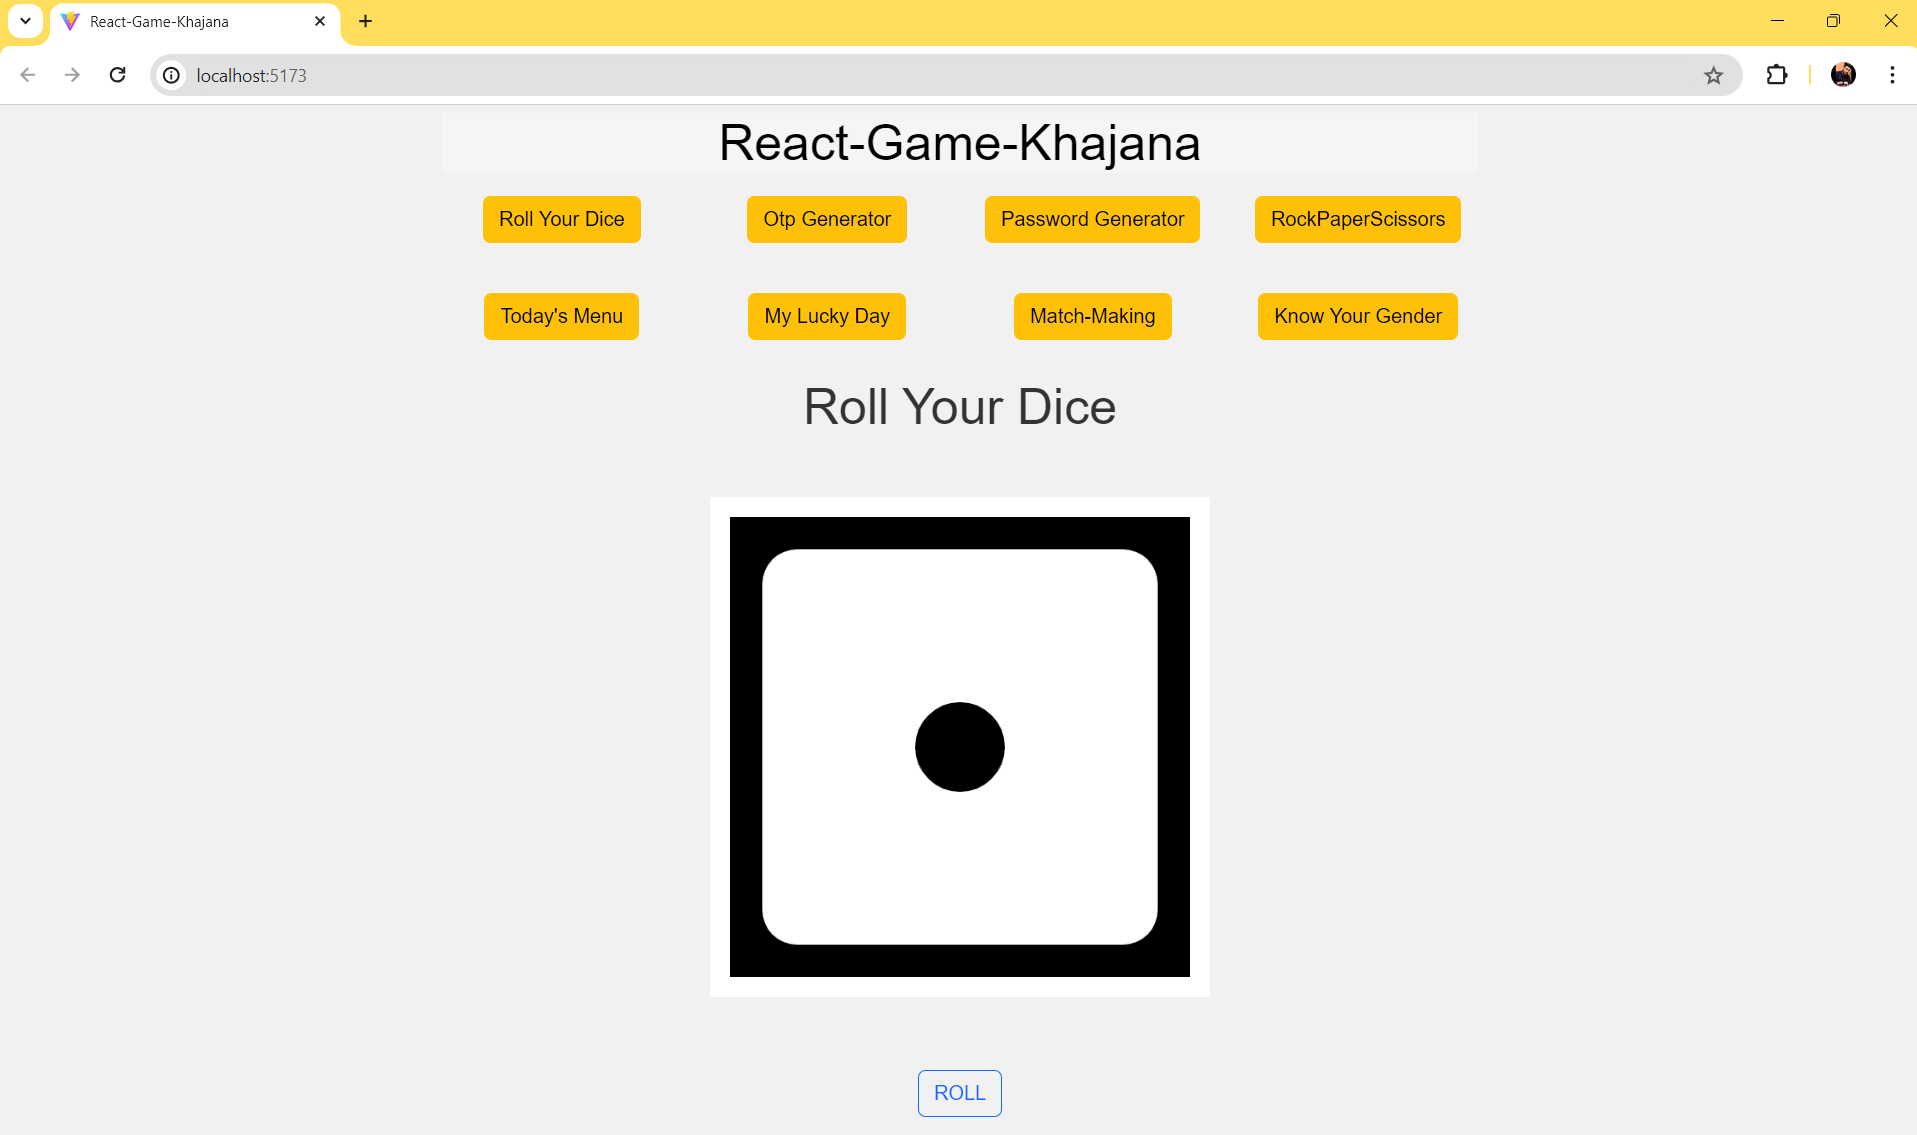 React-Game-Khajana
localhost:5173
React-Game-Khajana
Roll Your Dice
Otp Generator
Password Generator
RockPaperScissors
Today's Menu
My Lucky Day
Match-Making
Know Your Gender
Roll Your Dice
ROLL